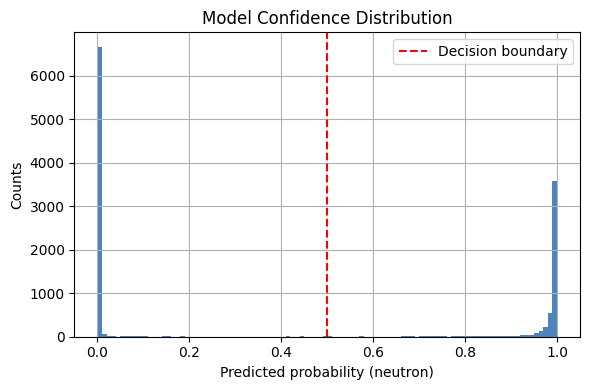 Model Confidence Distribution
Decision boundary
Counts
6000
5000
4000
3000
2000
1000
0
0.0 0.2 0.4 0.6 0.8 1.0
Predicted probability (neutron)